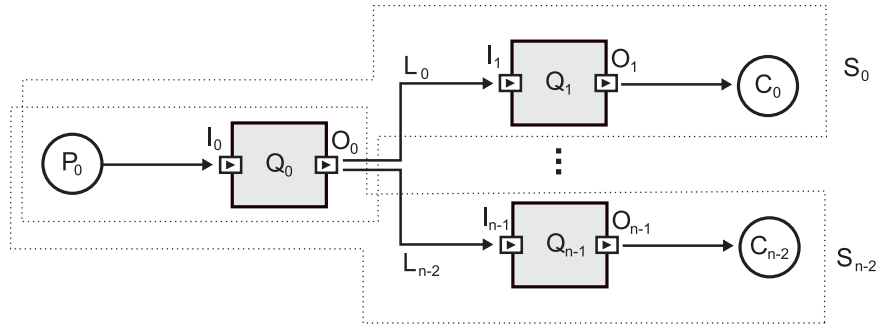 L₀
I₁
Q₁
O₁
C₀
S₀
P₀
I₀
Q₀
O₀
Lₙ₋₂
Iₙ₋₁
Qₙ₋₁
Oₙ₋₁
Cₙ₋₂
Sₙ₋₂